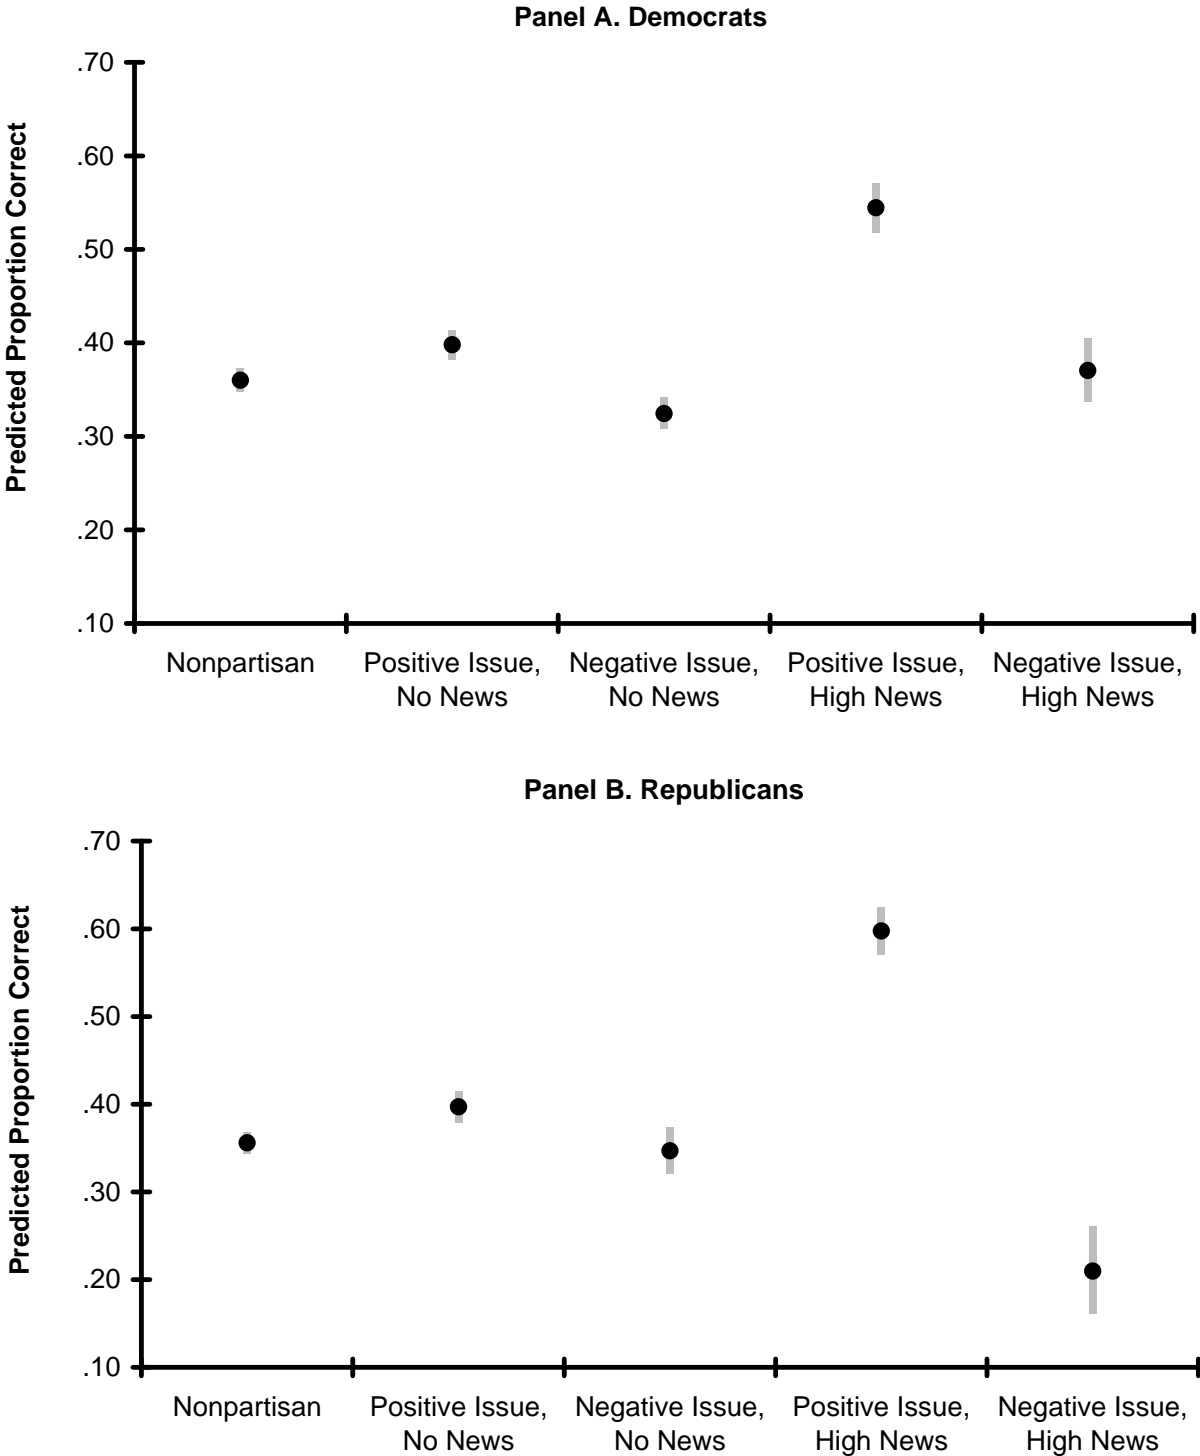 Panel A. Democrats
Predicted Proportion Correct
.70
.60
.50
.40
.30
.20
.10
Nonpartisan
Positive Issue,
No News
Negative Issue,
No News
Positive Issue,
High News
Negative Issue,
High News
Panel B. Republicans
Predicted Proportion Correct
.70
.60
.50
.40
.30
.20
.10
Nonpartisan
Positive Issue,
No News
Negative Issue,
No News
Positive Issue,
High News
Negative Issue,
High News